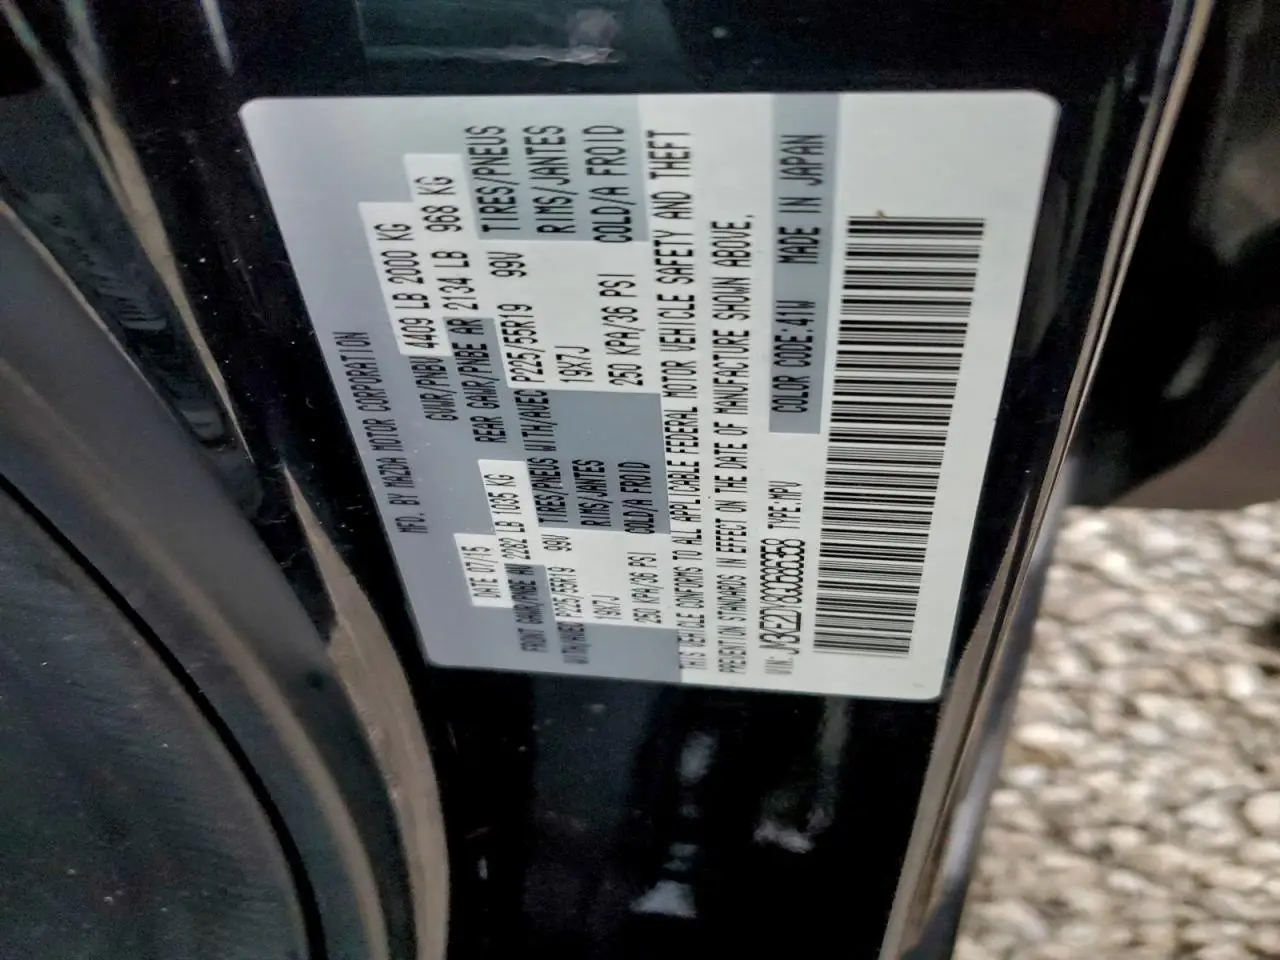 MFD. BY MAZDA MOTOR CORPORATION
DATE 07/15
GVWR/PNBV 4409 LB 2000 KG
FRONT GAWR/PNBE AV 2282 LB 1035 KG
REAR GAWR/PNBE AR 2134 LB 968 KG
WITH/AVEC P225/55R19 99V
TIRES/PNEUS WITH/AVEC P225/55R19 99V TIRES/PNEUS
19X7J RIMS/JANTES 19X7J RIMS/JANTES
250 KPA/36 PSI COLD/A FROID 250 KPA/36 PSI COLD/A FROID
THIS VEHICLE CONFORMS TO ALL APPLICABLE FEDERAL MOTOR VEHICLE SAFETY AND THEFT
PREVENTION STANDARDS IN EFFECT ON THE DATE OF MANUFACTURE SHOWN ABOVE.
VIN: TYPE:MPV
COLOR CODE:41W MADE IN JAPAN